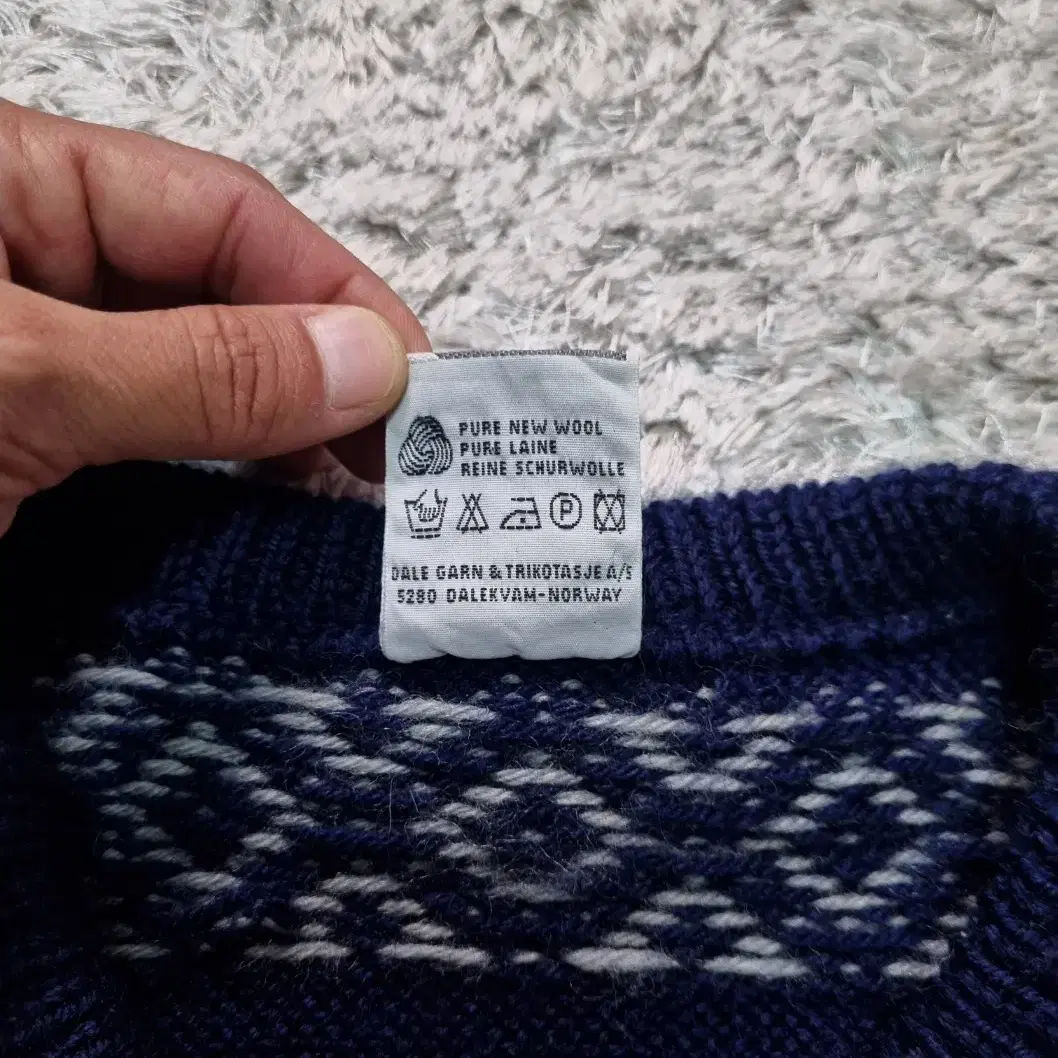 PURE NEW WOOL
PURE LAINE
REINE SCHURWOLLE
P
DALE GARN & TRIKOTASJE A/S
5280 DALEKVAM-NORWAY